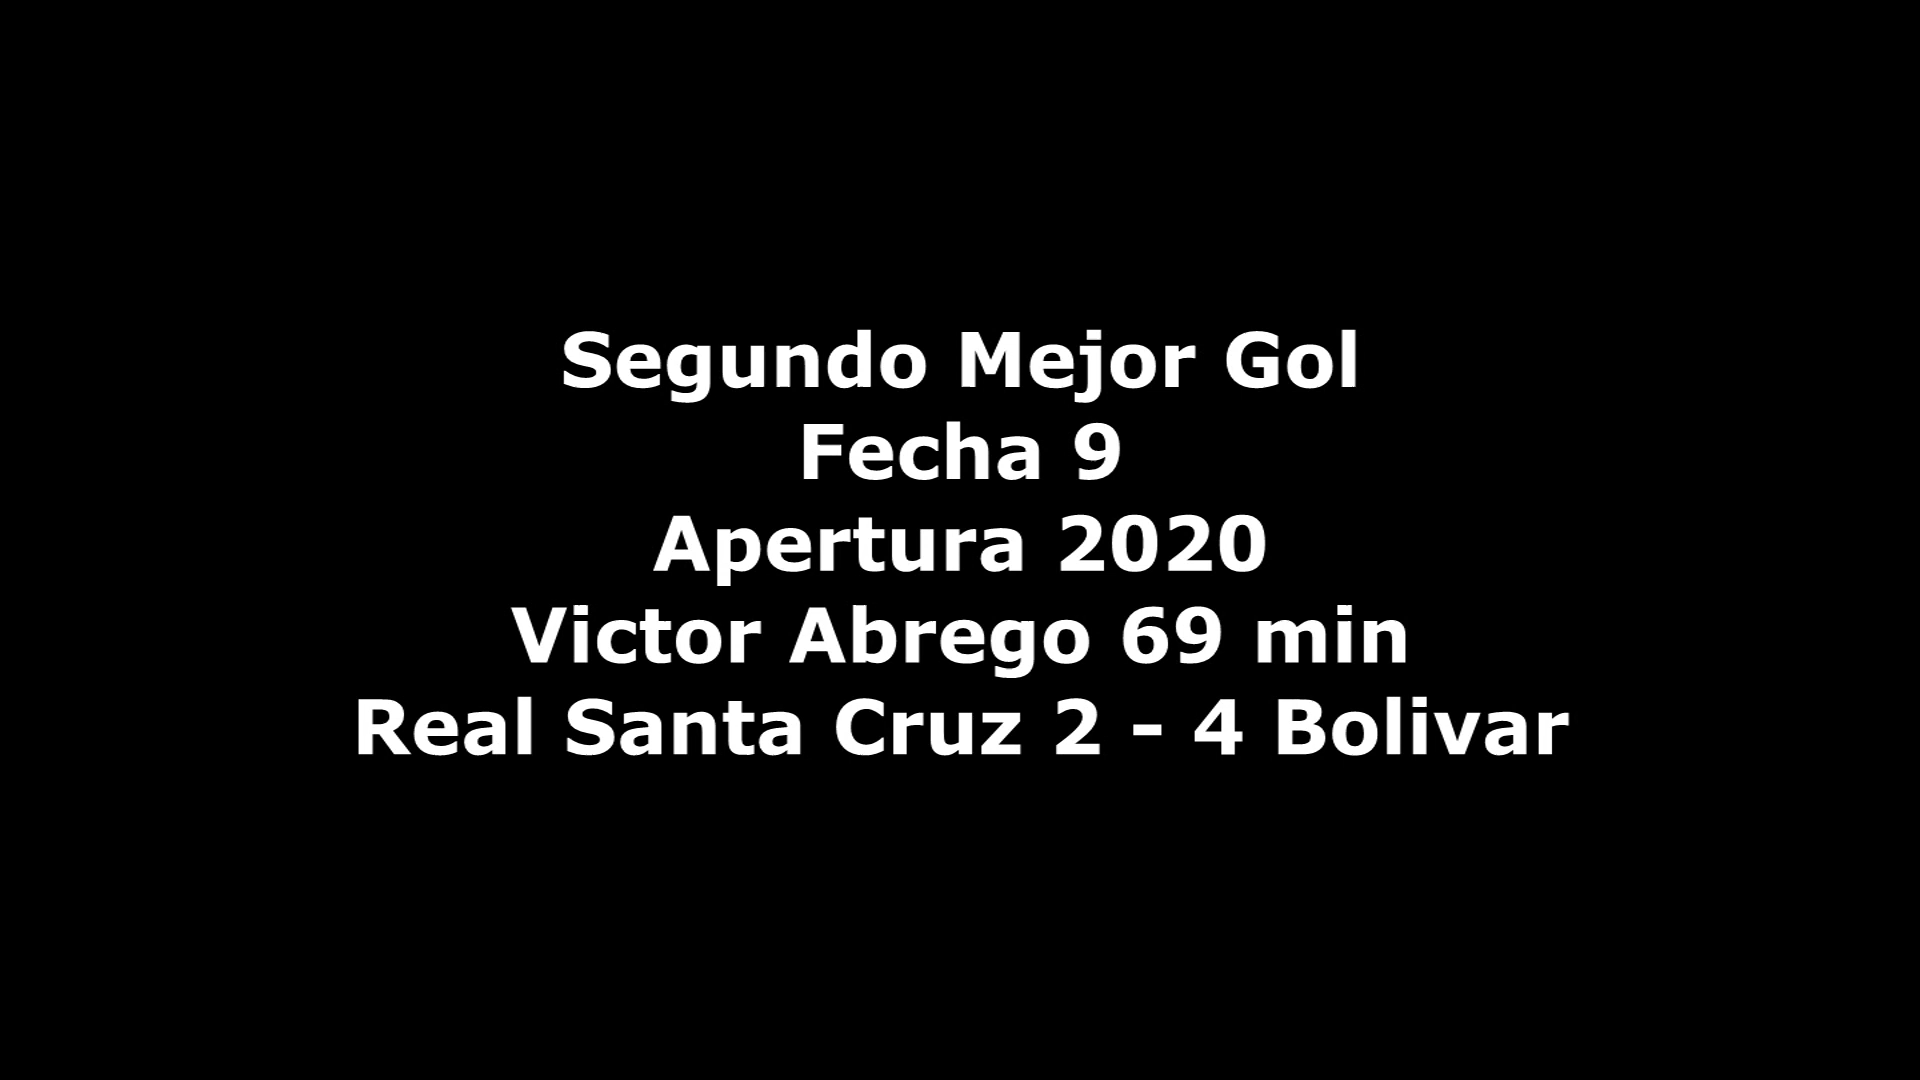 Segundo Mejor Gol
Fecha 9
Apertura 2020
Victor Abrego 69 min
Real Santa Cruz 2 - 4 Bolivar